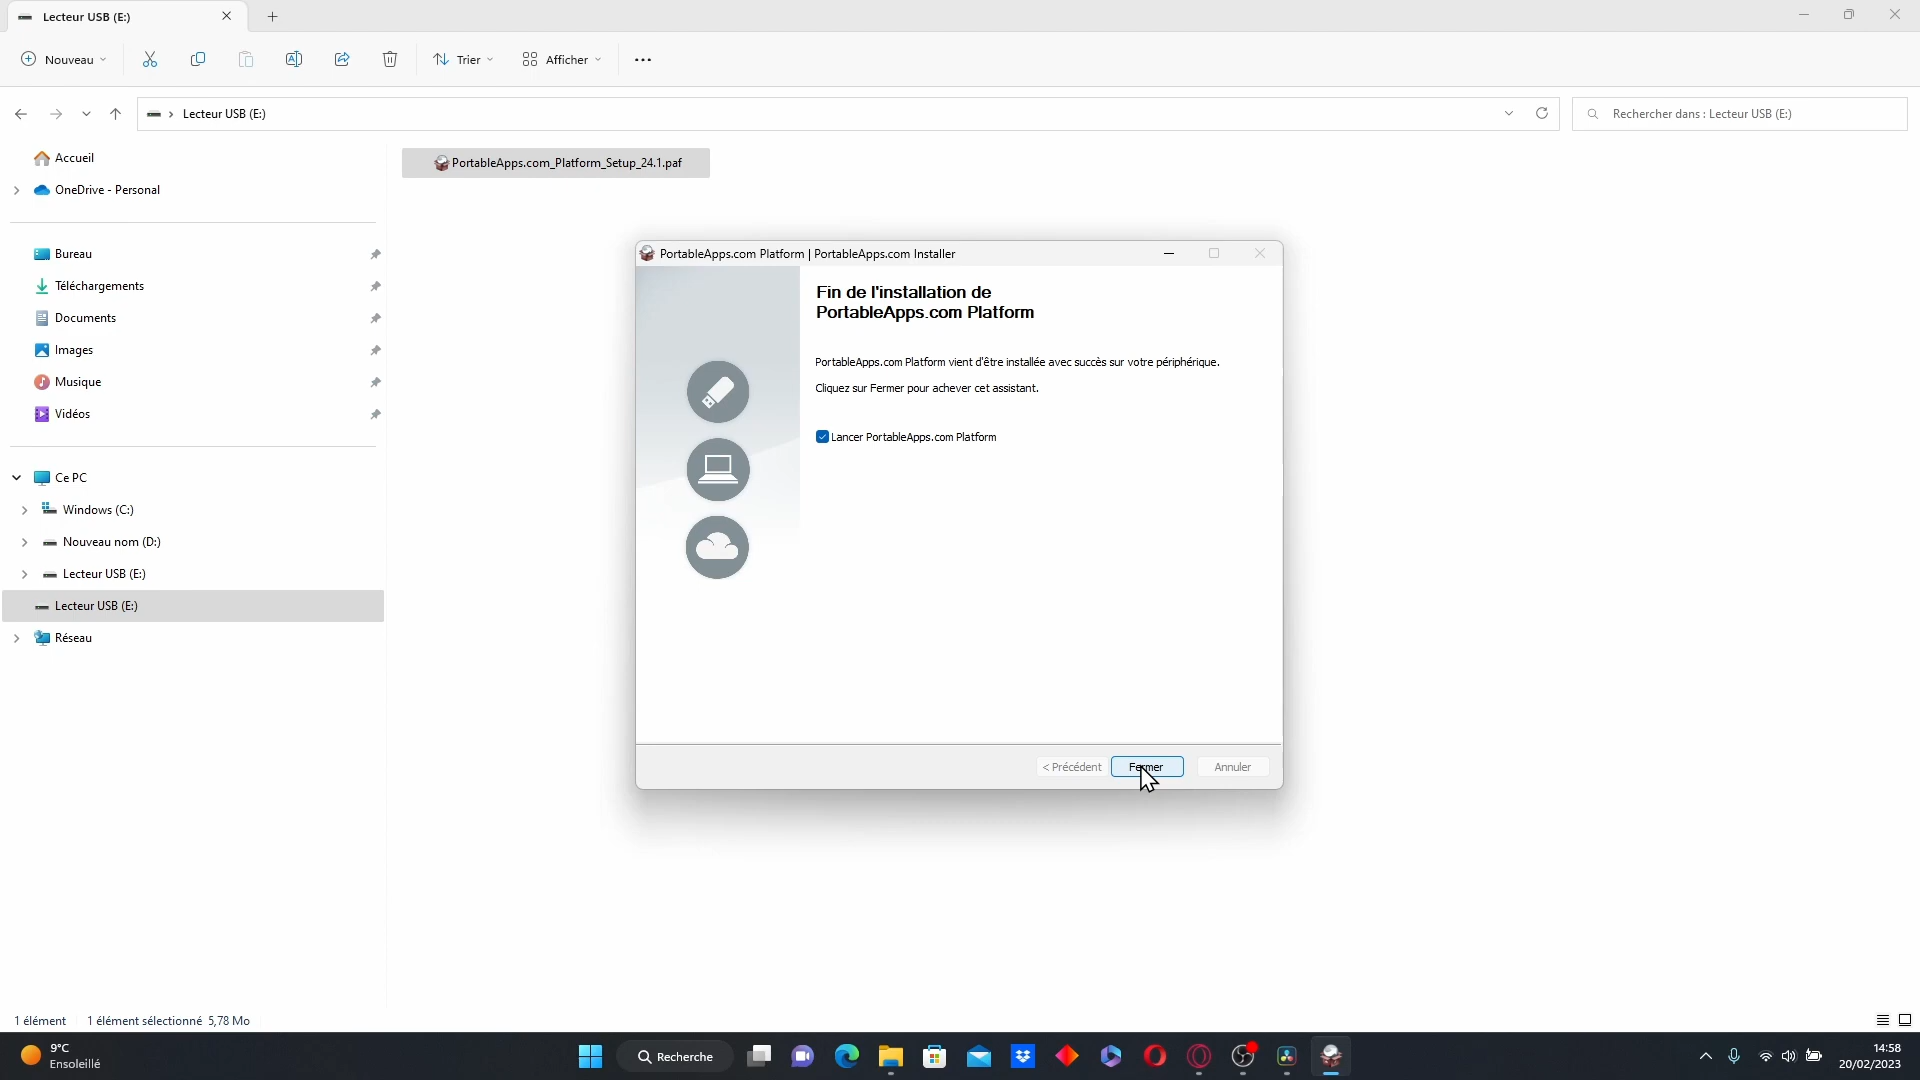 Lecteur USB (E:)
Nouveau
Trier
Afficher
Lecteur USB (E:)
Rechercher dans : Lecteur USB (E:)
Accueil
OneDrive - Personal
Bureau
Téléchargements
Documents
Images
Musique
Vidéos
Ce PC
Windows (C:)
Nouveau nom (D:)
Lecteur USB (E:)
Lecteur USB (E:)
Réseau
PortableApps.com_Platform_Setup_24.1.paf
PortableApps.com Platform | PortableApps.com Installer
Fin de l'installation de
PortableApps.com Platform
PortableApps.com Platform vient d'être installée avec succès sur votre périphérique.
Cliquez sur Fermer pour achever cet assistant.
Lancer PortableApps.com Platform
< Précédent
Fermer
Annuler
1 élément
1 élément sélectionné 5,78 Mo
9°C
Ensoleillé
Recherche
14:58
20/02/2023